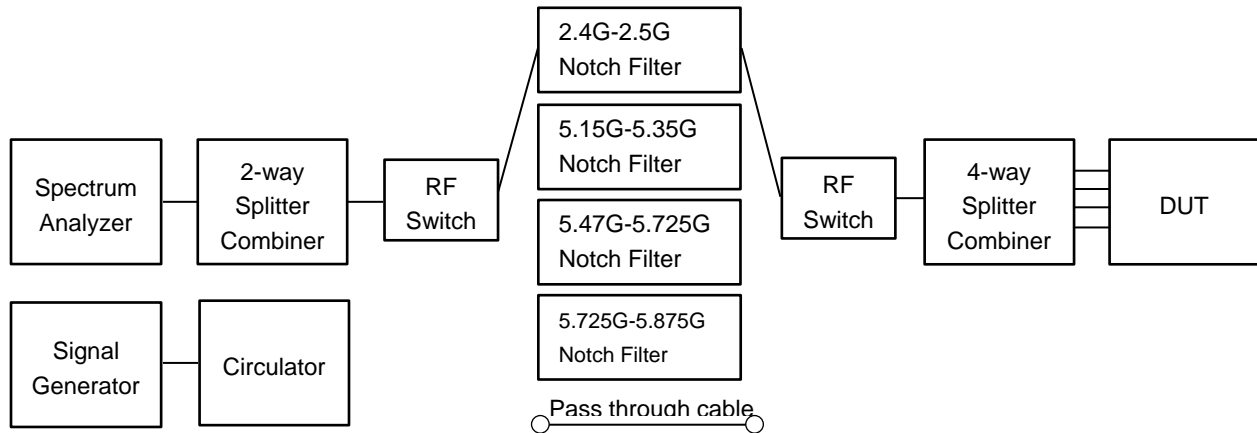 2.4G-2.5G
Notch Filter
5.15G-5.35G
Notch Filter
Spectrum
Analyzer
2-way
Splitter
Combiner
RF
Switch
5.47G-5.725G
Notch Filter
RF
Switch
4-way
Splitter
Combiner
DUT
5.725G-5.875G
Notch Filter
Signal
Generator
Circulator
Pass through cable